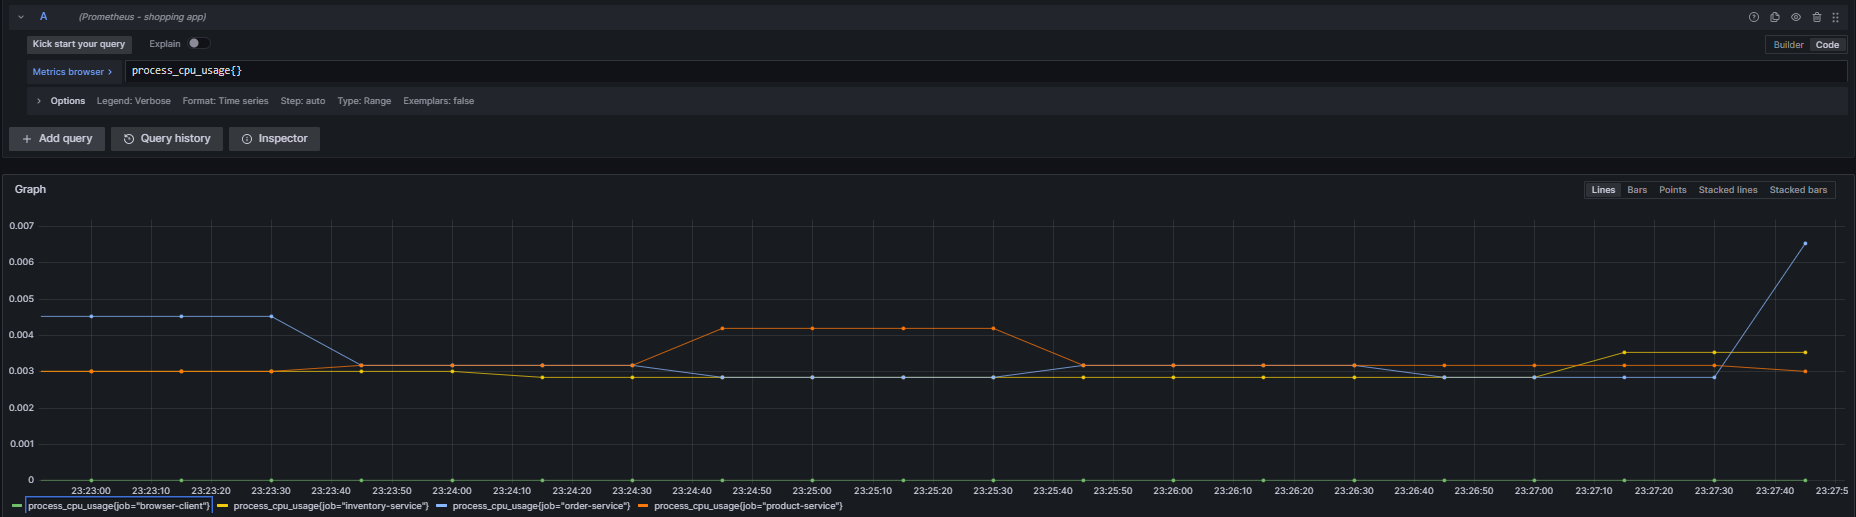 A (Prometheus - shopping app)
Kick start your query Explain Builder Code
Metrics browser > process_cpu_usage{}
> Options Legend: Verbose Format: Time series Step: auto Type: Range Exemplars: false
+ Add query Query history Inspector
Graph Lines Bars Points Stacked lines Stacked bars
0.007
0.006
0.005
0.004
0.003
0.002
0.001
0
23:23:00 23:23:10 23:23:20 23:23:30 23:23:40 23:23:50 23:24:00 23:24:10 23:24:20 23:24:30 23:24:40 23:24:50 23:25:00 23:25:10 23:25:20 23:25:30 23:25:40 23:25:50 23:26:00 23:26:10 23:26:20 23:26:30 23:26:40 23:26:50 23:27:00 23:27:10 23:27:20 23:27:30 23:27:40 23:27:5
process_cpu_usage{job="browser-client"} process_cpu_usage{job="inventory-service"} process_cpu_usage{job="order-service"} process_cpu_usage{job="product-service"}